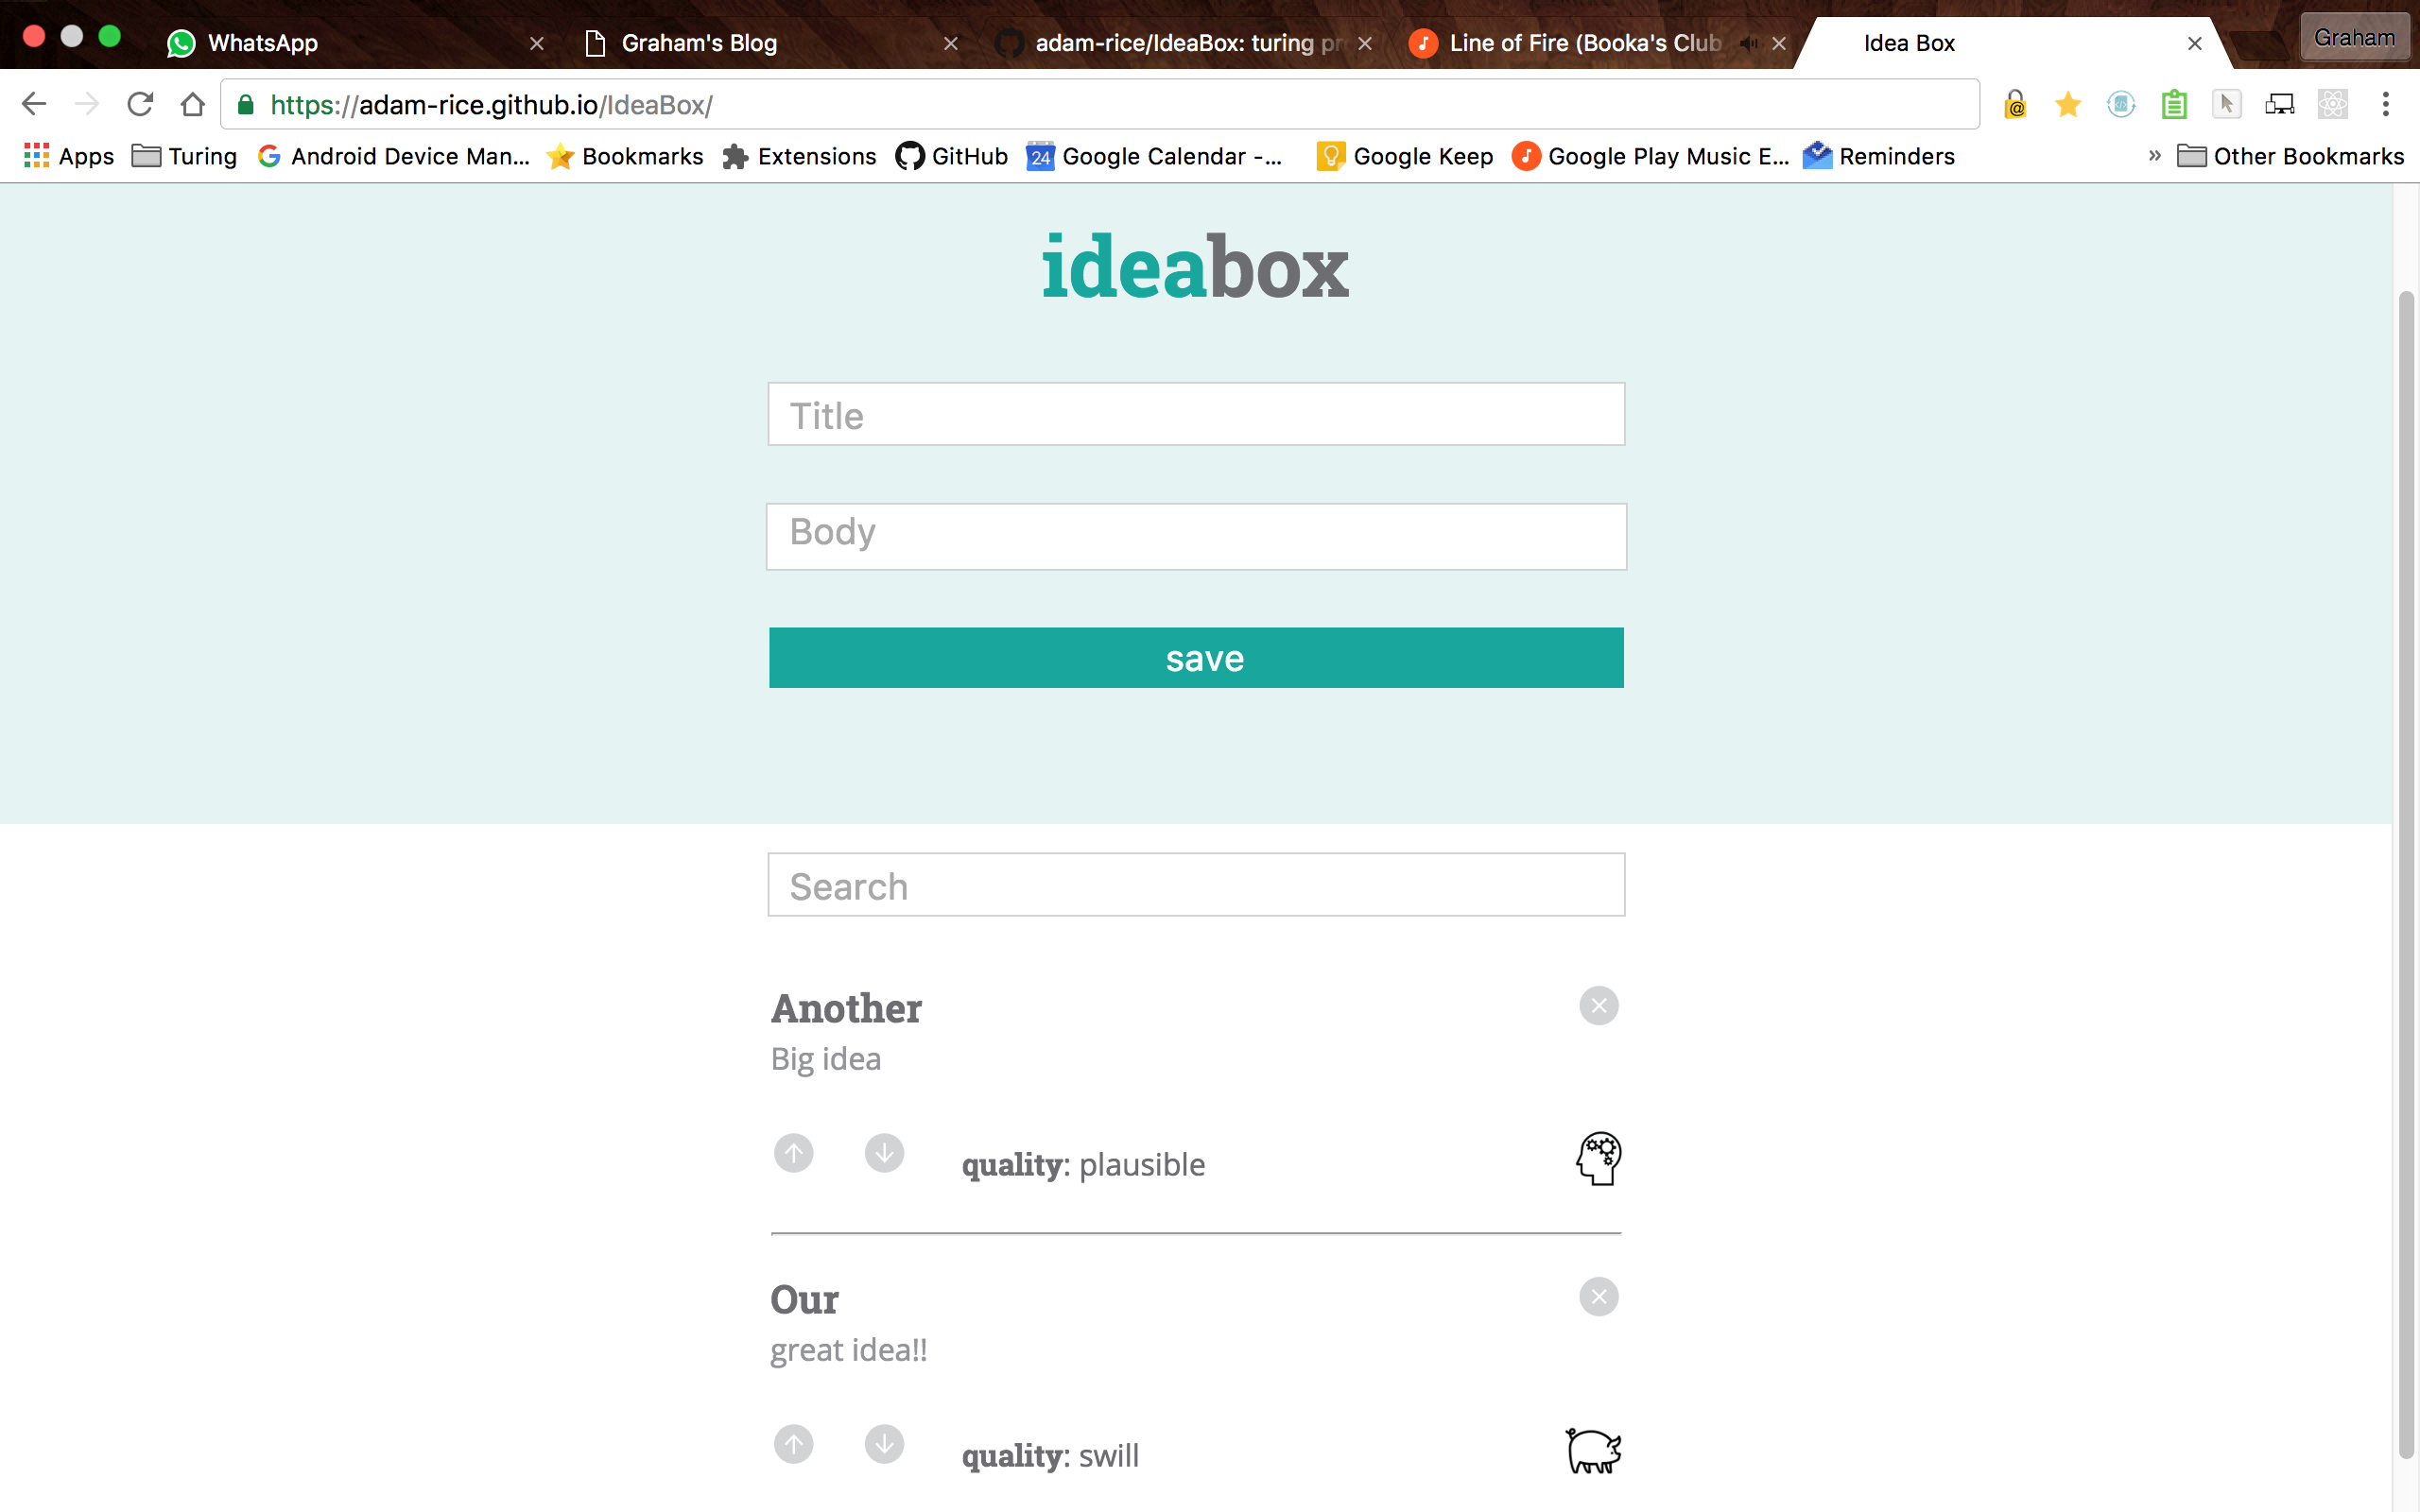 WhatsApp
Graham's Blog
adam-rice/IdeaBox: turing pr
Line of Fire (Booka's Club
Idea Box
Graham
https://adam-rice.github.io/IdeaBox/
Apps
Turing
Android Device Man...
Bookmarks
Extensions
GitHub
24
Google Calendar -...
Google Keep
Google Play Music E...
Reminders
»
Other Bookmarks
ideabox
Title
Body
save
Search
Another
Big idea
quality: plausible
Our
great idea!!
quality: swill